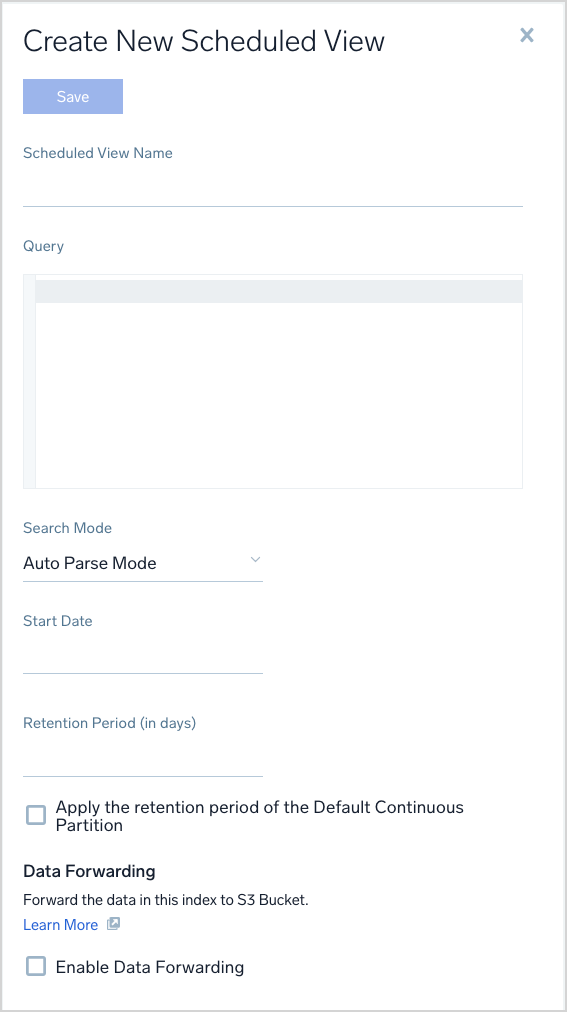 Create New Scheduled View
Save
Scheduled View Name
Query
Search Mode
Auto Parse Mode
Start Date
Retention Period (in days)
Apply the retention period of the Default Continuous
Partition
Data Forwarding
Forward the data in this index to S3 Bucket.
Learn More
Enable Data Forwarding